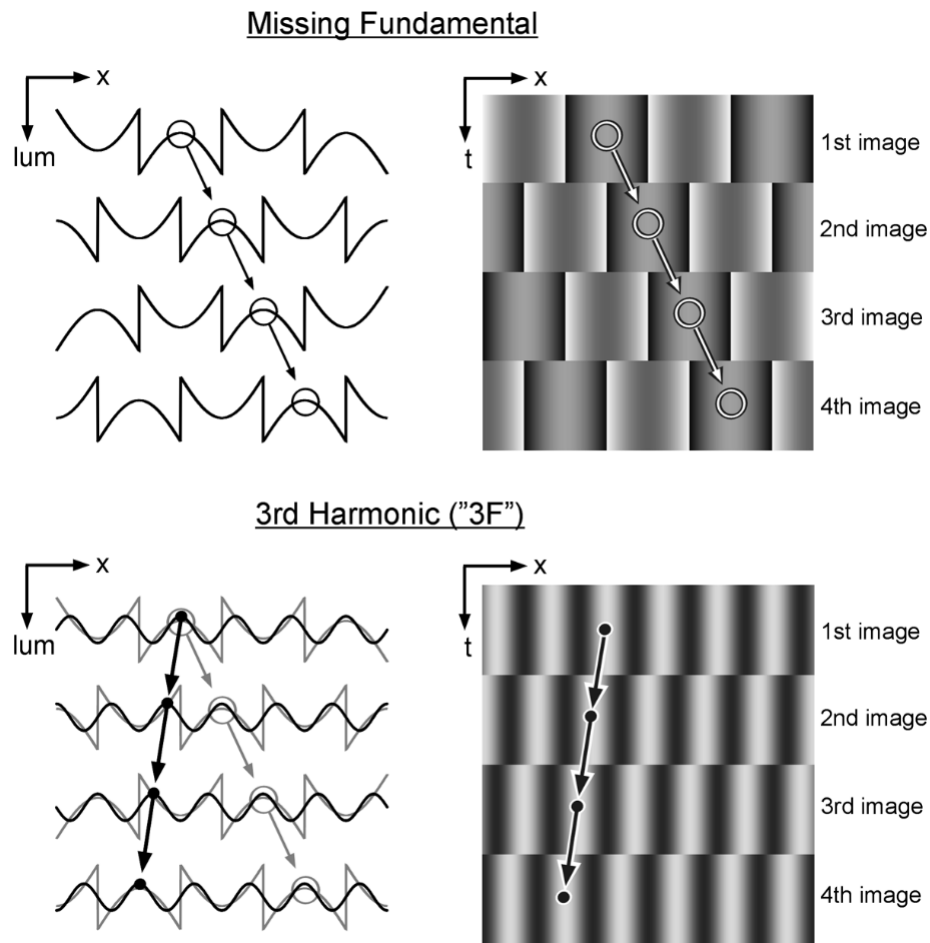 Missing Fundamental
x
lum
x
t
1st image
2nd image
3rd image
4th image
3rd Harmonic (”3F”)
x
lum
x
t
1st image
2nd image
3rd image
4th image